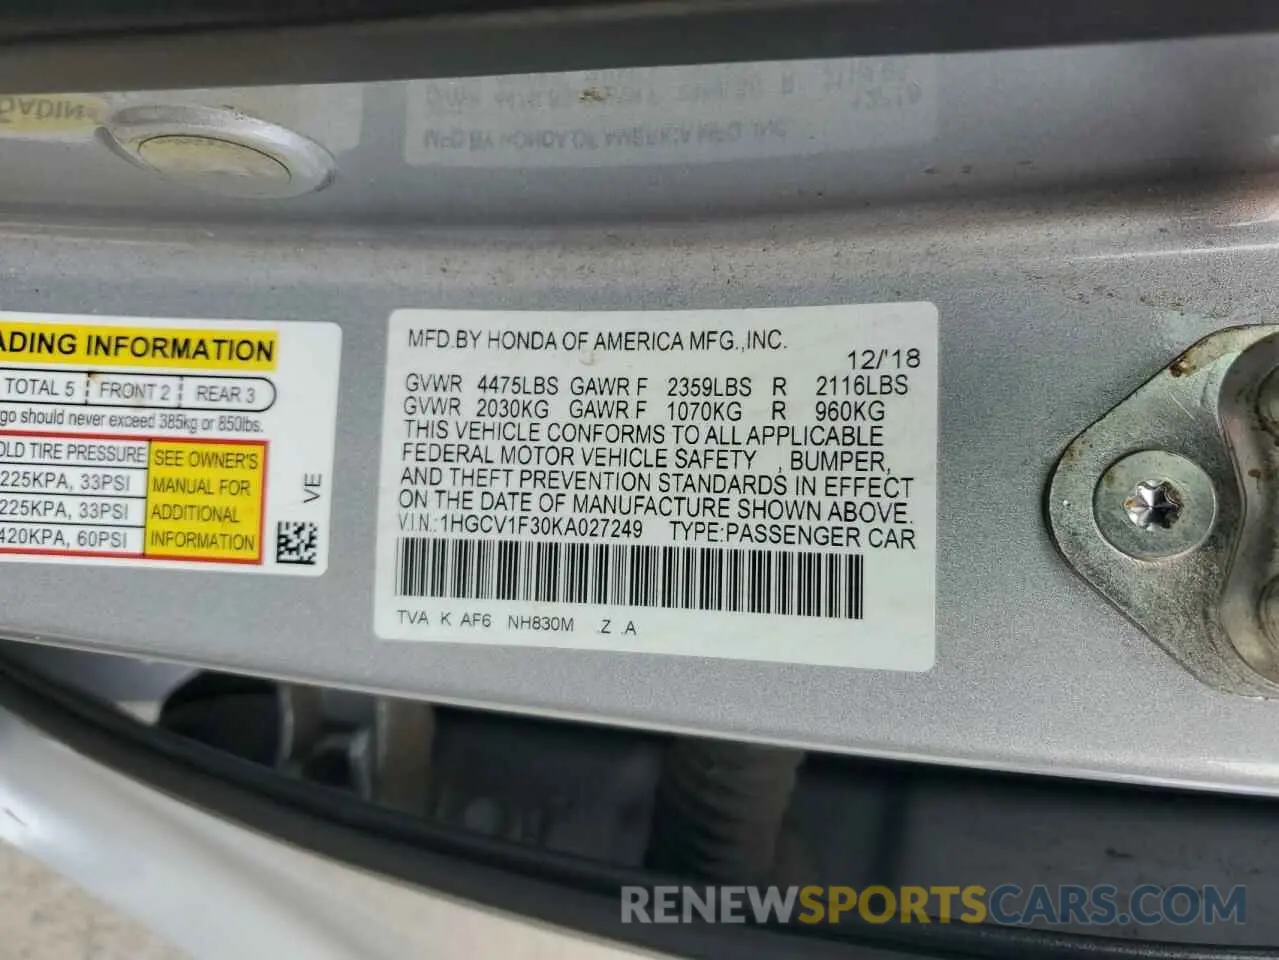 ADING INFORMATION
TOTAL 5 FRONT 2 REAR 3
go should never exceed 385kg or 850lbs.
OLD TIRE PRESSURE
225KPA, 33PSI
225KPA, 33PSI
420KPA, 60PSI
SEE OWNER'S
MANUAL FOR
ADDITIONAL
INFORMATION
VE
MFD.BY HONDA OF AMERICA MFG.,INC.
12/'18
GVWR 4475LBS GAWR F 2359LBS R 2116LBS
GVWR 2030KG GAWR F 1070KG R 960KG
THIS VEHICLE CONFORMS TO ALL APPLICABLE
FEDERAL MOTOR VEHICLE SAFETY , BUMPER,
AND THEFT PREVENTION STANDARDS IN EFFECT
ON THE DATE OF MANUFACTURE SHOWN ABOVE.
VIN:1HGCV1F30KA027249 TYPE:PASSENGER CAR
TVA K AF6 NH830M .Z .A
RENEWSPORTSCARS.COM